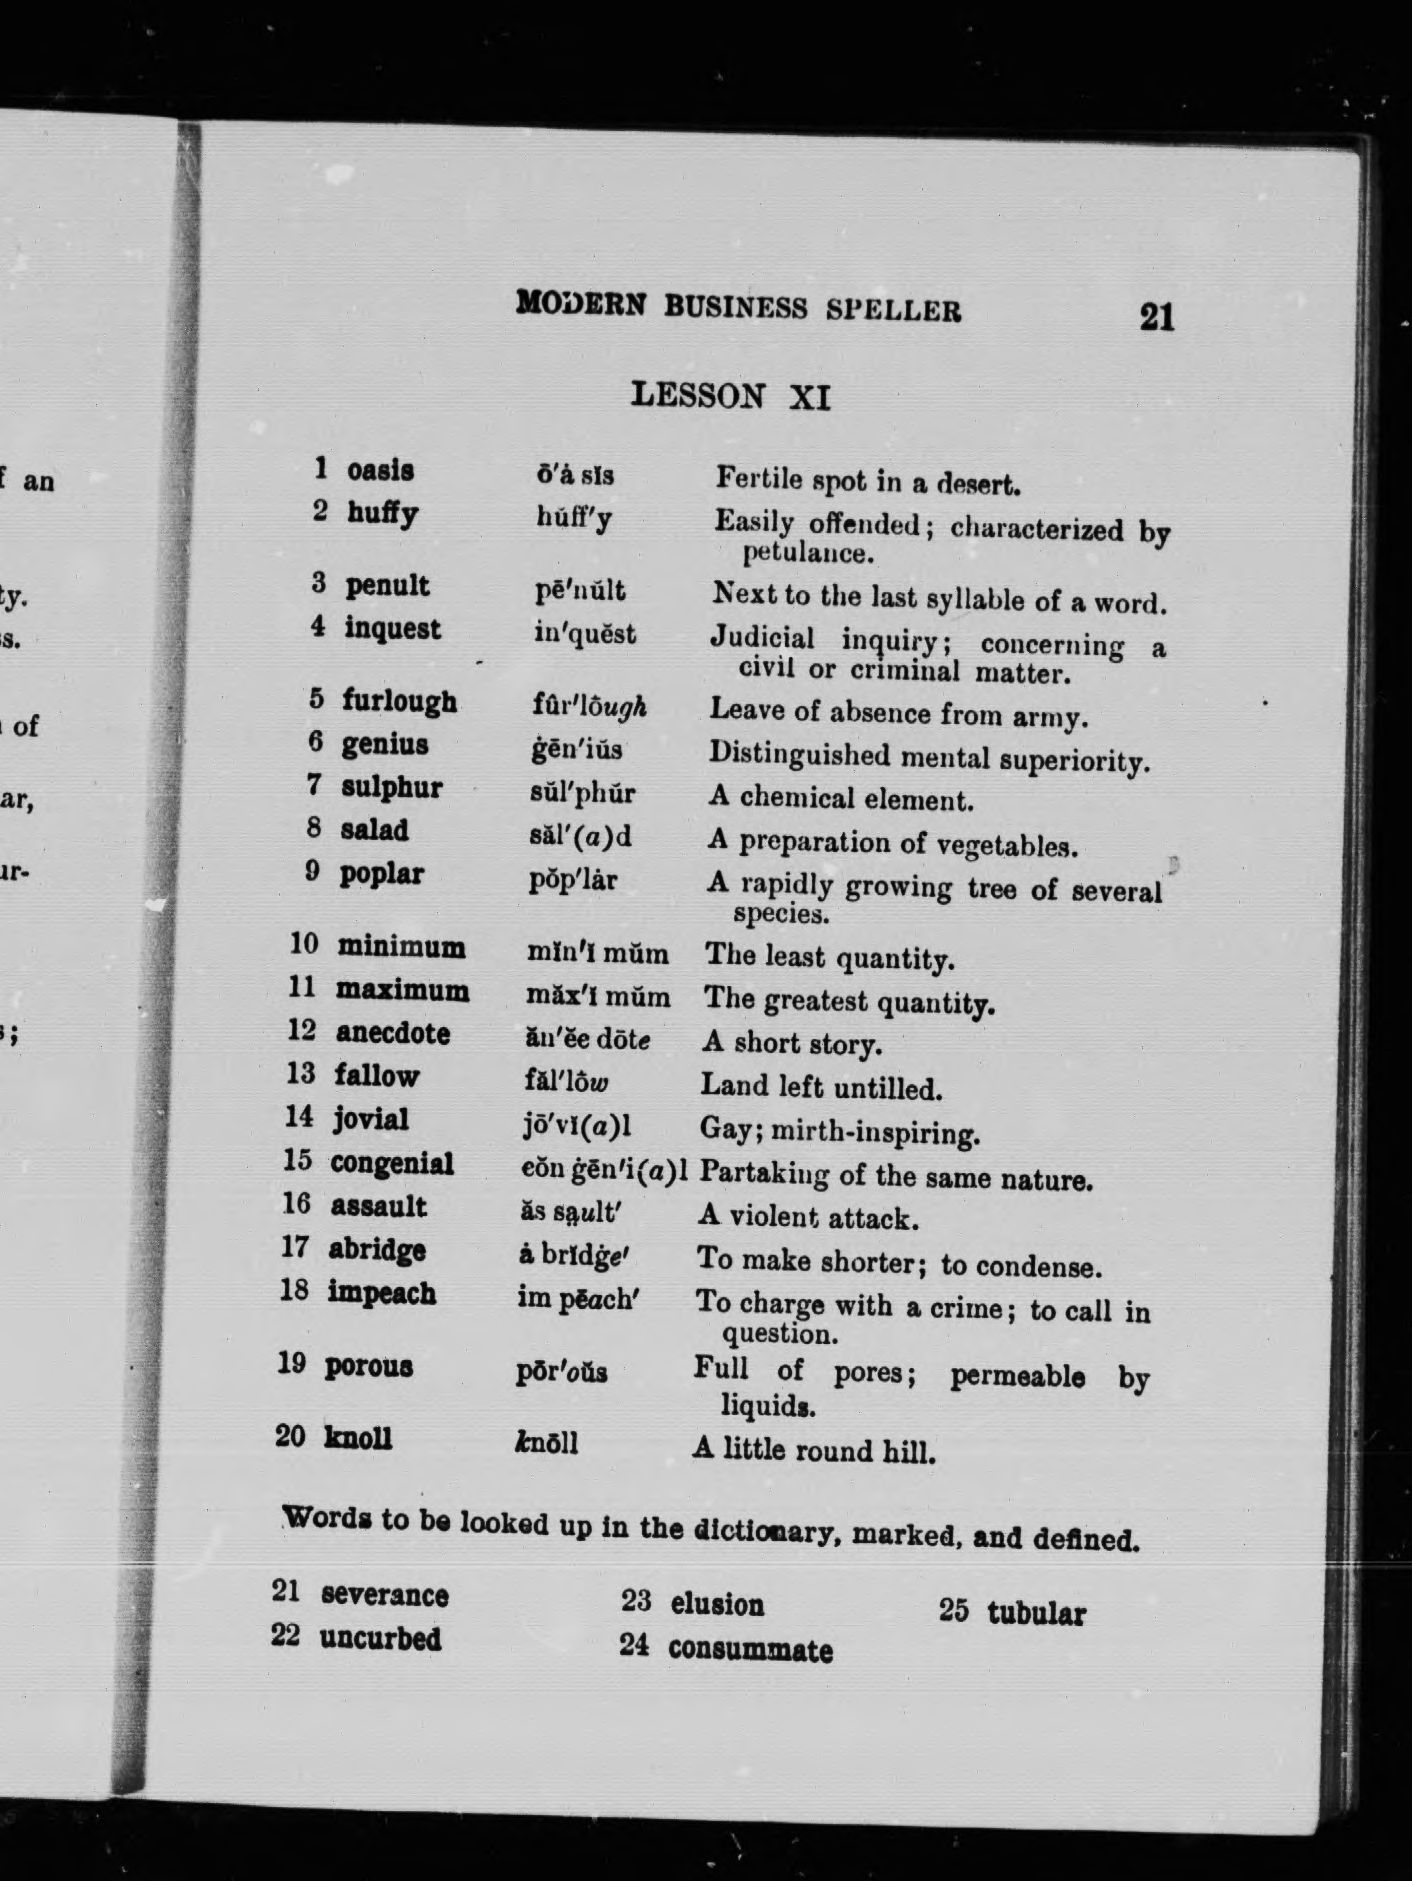 MODERN BUSINESS SPELLER 21
LESSON XI
f an
ty.
s.
of
ar,
ur-
s;
1 oasis ō′ȧ sĭs Fertile spot in a desert.
2 huffy hŭff′y Easily offended; characterized by
petulance.
3 penult pē′nŭlt Next to the last syllable of a word.
4 inquest in′quĕst Judicial inquiry; concerning a
civil or criminal matter.
5 furlough fûr′lōugh Leave of absence from army.
6 genius ġēn′iŭs Distinguished mental superiority.
7 sulphur sŭl′phŭr A chemical element.
8 salad săl′(a)d A preparation of vegetables.
9 poplar pŏp′lȧr A rapidly growing tree of several
species.
10 minimum mĭn′ĭ mŭm The least quantity.
11 maximum măx′ĭ mŭm The greatest quantity.
12 anecdote ăn′ĕe dōte A short story.
13 fallow făl′lōw Land left untilled.
14 jovial jō′vĭ(a)l Gay; mirth-inspiring.
15 congenial eŏn ġēn′i(a)l Partaking of the same nature.
16 assault ăs sạult′ A violent attack.
17 abridge ȧ brĭdġe′ To make shorter; to condense.
18 impeach im pēach′ To charge with a crime; to call in
question.
19 porous pōr′oŭs Full of pores; permeable by
liquids.
20 knoll knōll A little round hill.
Words to be looked up in the dictionary, marked, and defined.
21 severance 23 elusion 25 tubular
22 uncurbed 24 consummate